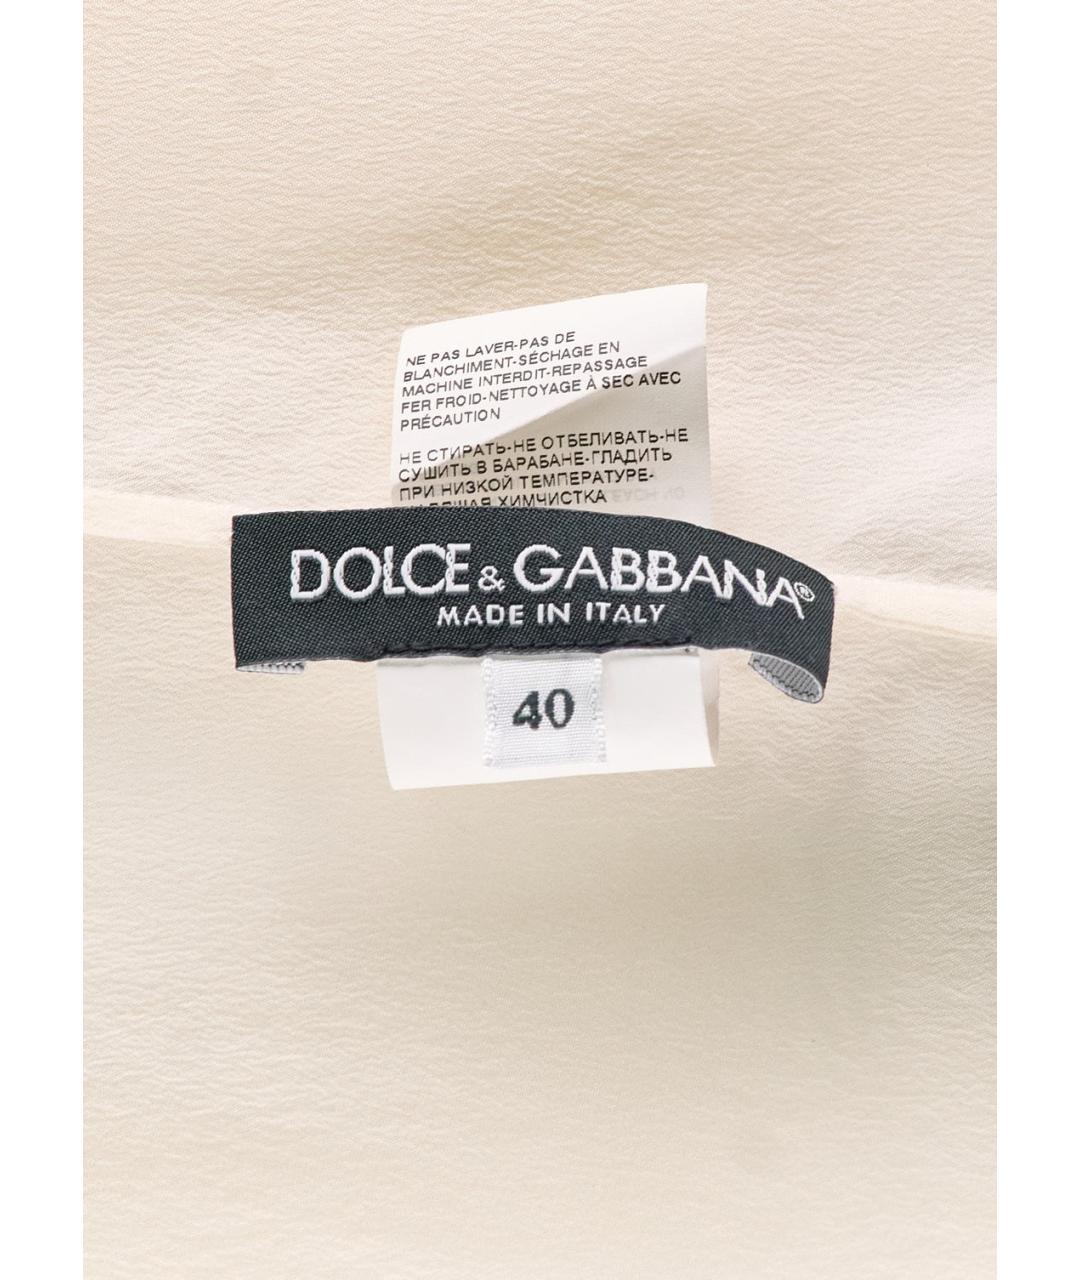 NE PAS LAVER-PAS DE
BLANCHIMENT-SÉCHAGE EN
MACHINE INTERDIT-REPASSAGE
FER FROID-NETTOYAGE À SEC AVEC
PRÉCAUTION
НЕ СТИРАТЬ-НЕ ОТБЕЛИВАТЬ-НЕ
СУШИТЬ В БАРАБАНЕ-ГЛАДИТЬ
ПРИ НИЗКОЙ ТЕМПЕРАТУРЕ-
ХИМЧИСТКА
DOLCE & GABBANA®
MADE IN ITALY
40